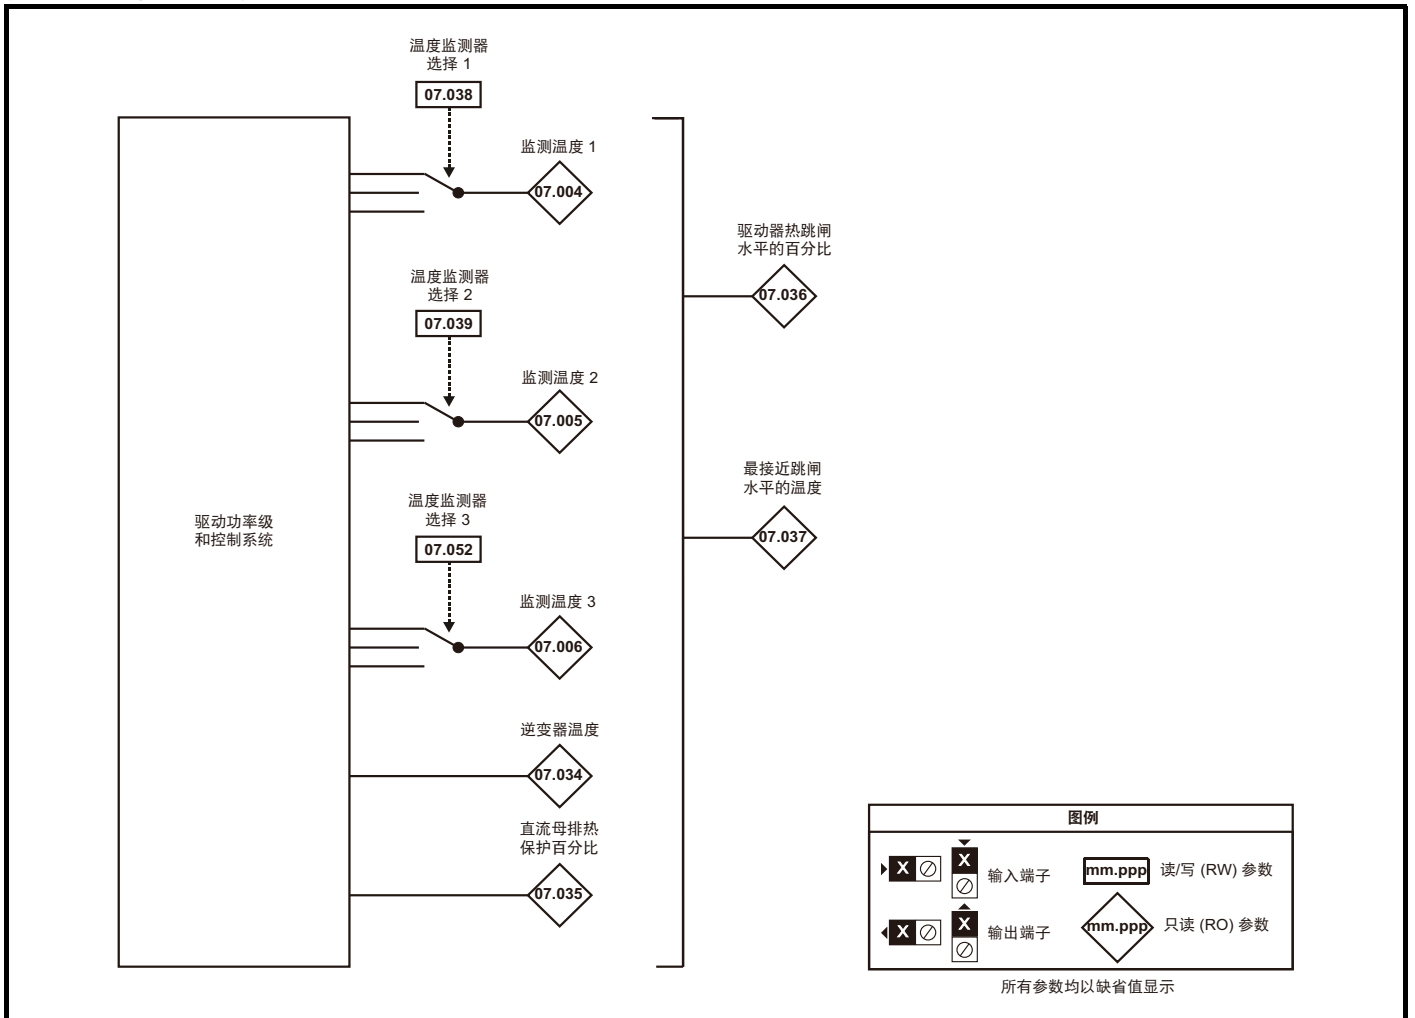 温度监测器
选择 1
07.038
监测温度 1
07.004
驱动器热跳闸
水平的百分比
07.036
温度监测器
选择 2
07.039
监测温度 2
07.005
最接近跳闸
水平的温度
07.037
驱动功率级
和控制系统
温度监测器
选择 3
07.052
监测温度 3
07.006
逆变器温度
07.034
直流母排热
保护百分比
07.035
图例
X
X
输入端子
mm.ppp
读/写 (RW) 参数
X
X
输出端子
mm.ppp
只读 (RO) 参数
所有参数均以缺省值显示